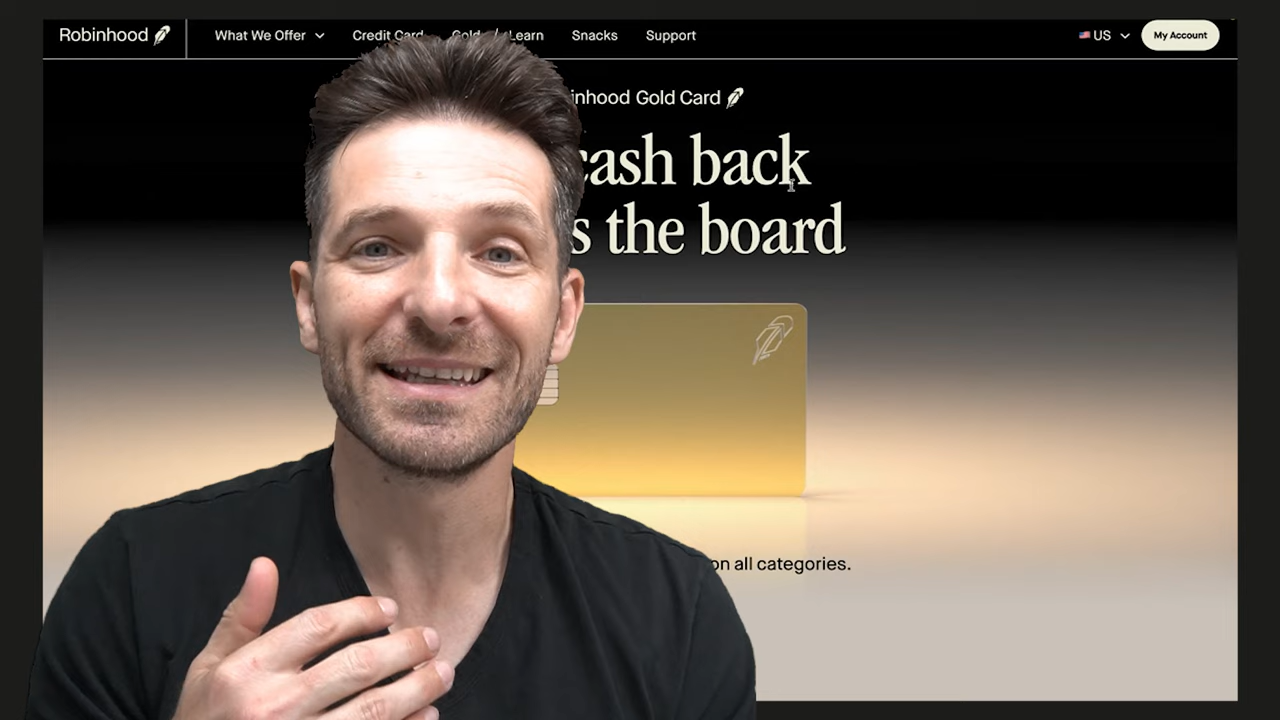 Robinhood
What We Offer Credit Card Gold Learn Snacks Support
US
My Account
inhood Gold Card
cash back
s the board
on all categories.